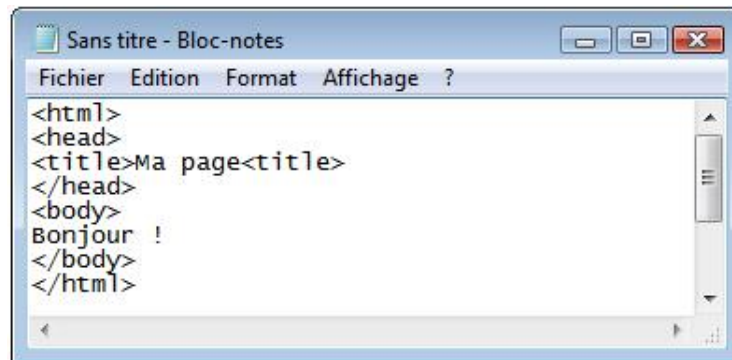 Sans titre - Bloc-notes
Fichier Edition Format Affichage ?
<html>
<head>
<title>Ma page<title>
</head>
<body>
Bonjour !
</body>
</html>